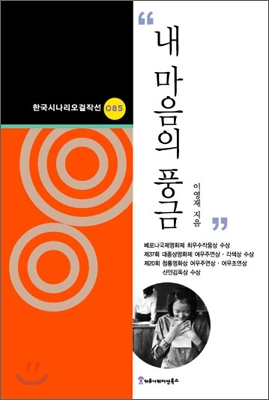 한국시나리오걸작선 085
“
내 마음의 풍금
”
이영재 지음
베로나국제영화제 최우수작품상 수상
제37회 대종상영화제 여우주연상 · 각색상 수상
제20회 청룡영화상 여우주연상 · 여우조연상
신인감독상 수상
커뮤니케이션북스